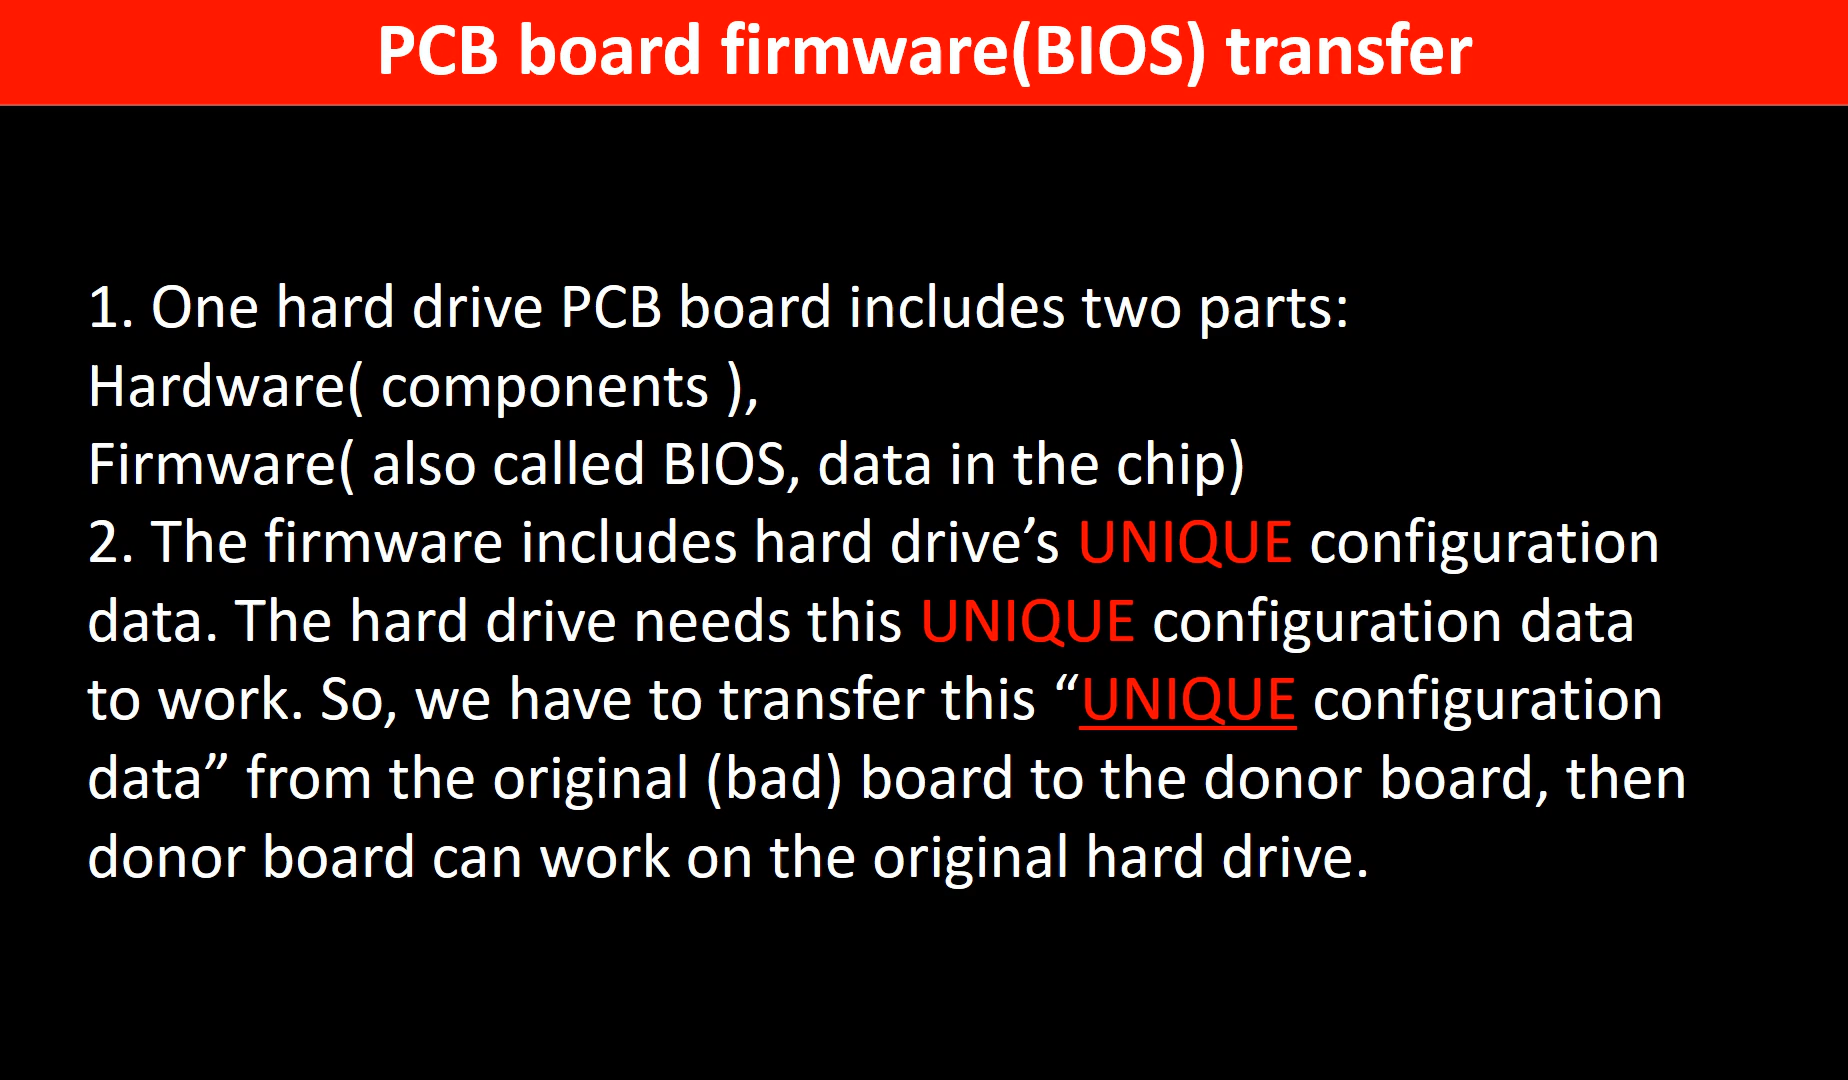 PCB board firmware(BIOS) transfer
1. One hard drive PCB board includes two parts:
Hardware( components ),
Firmware( also called BIOS, data in the chip)
2. The firmware includes hard drive’s UNIQUE configuration
data. The hard drive needs this UNIQUE configuration data
to work. So, we have to transfer this “UNIQUE configuration
data” from the original (bad) board to the donor board, then
donor board can work on the original hard drive.